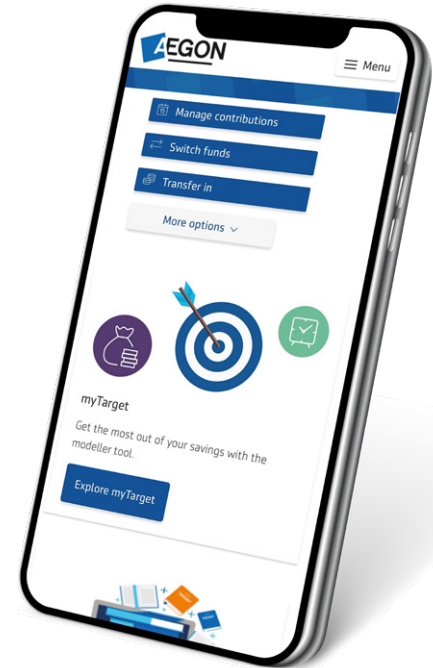 AEGON
Menu
Manage contributions
Switch funds
Transfer in
More options
myTarget
Get the most out of your savings with the
modeller tool.
Explore myTarget